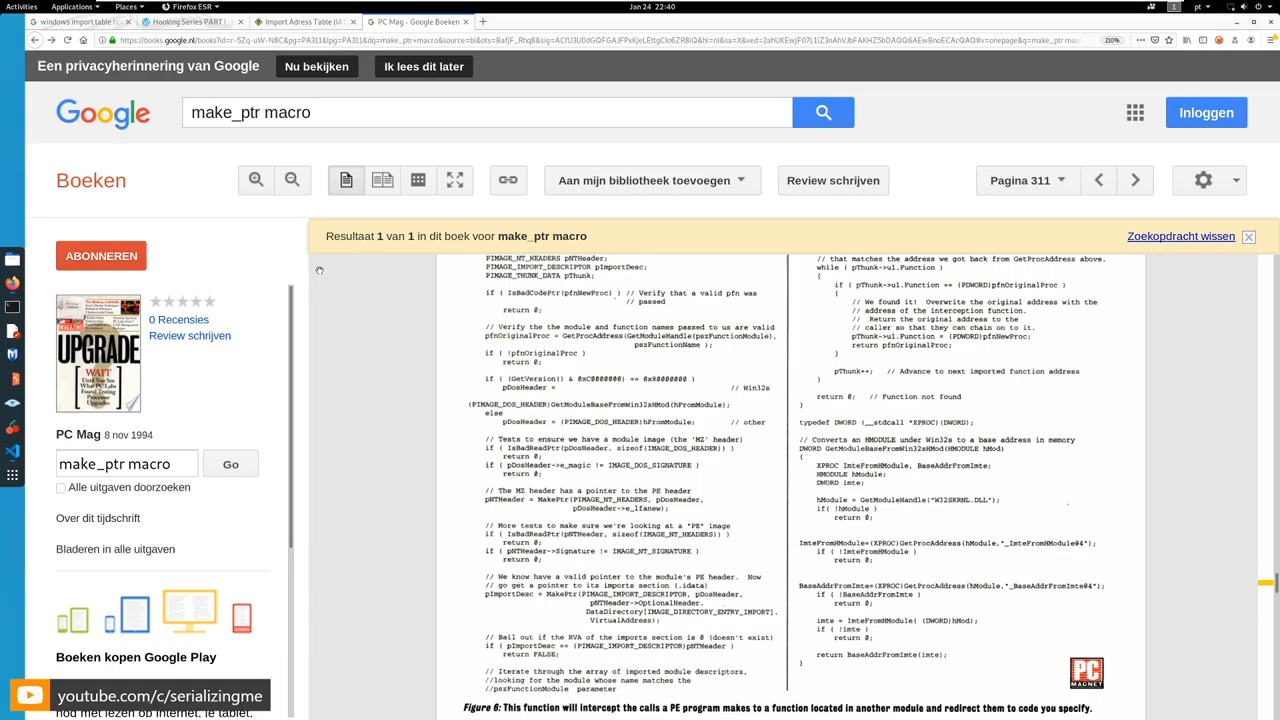 Activities Applications Places Firefox ESR Jan 24 22:40 1 pt
windows import table h Hooking Series PART I Import Adress Table (IA PC Mag - Google Boeken
210%
Een privacyherinnering van Google Nu bekijken Ik lees dit later
Google make_ptr macro Inloggen
Boeken Aan mijn bibliotheek toevoegen Review schrijven Pagina 311
Resultaat 1 van 1 in dit boek voor make_ptr macro Zoekopdracht wissen
ABONNEREN
0 Recensies
Review schrijven
MAGAZINE
UPGRADE
WAIT
PC Mag 8 nov 1994
make_ptr macro Go
Alle uitgaven doorzoeken
Over dit tijdschrift
Bladeren in alle uitgaven
Boeken kopen Google Play
youtube.com/c/serializingme
PIMAGE_NT_HEADERS pNTHeader;
PIMAGE_IMPORT_DESCRIPTOR pImportDesc;
PIMAGE_THUNK_DATA pThunk;
if ( IsBadCodePtr(pfnNewProc) ) // Verify that a valid pfn was
// passed
return 0;
// Verify the the module and function names passed to us are valid
pfnOriginalProc = GetProcAddress(GetModuleHandle(pszFunctionModule),
pszFunctionName );
if ( !pfnOriginalProc )
return 0;
if ( (GetVersion() & 0xC0000000) == 0x80000000 )
pDosHeader = // Win32s
(PIMAGE_DOS_HEADER)GetModuleBaseFromWin32sHMod(hFromModule);
else
pDosHeader = (PIMAGE_DOS_HEADER)hFromModule; // other
// Tests to ensure we have a module image (the 'MZ' header)
if ( IsBadReadPtr(pDosHeader, sizeof(IMAGE_DOS_HEADER)) )
return 0;
if ( pDosHeader->e_magic != IMAGE_DOS_SIGNATURE )
return 0;
// The MZ header has a pointer to the PE header
pNTHeader = MakePtr(PIMAGE_NT_HEADERS, pDosHeader,
pDosHeader->e_lfanew);
// More tests to make sure we're looking at a "PE" image
if ( IsBadReadPtr(pNTHeader, sizeof(IMAGE_NT_HEADERS)) )
return 0;
if ( pNTHeader->Signature != IMAGE_NT_SIGNATURE )
return 0;
// We know have a valid pointer to the module's PE header. Now
// go get a pointer to its imports section (.idata)
pImportDesc = MakePtr(PIMAGE_IMPORT_DESCRIPTOR, pDosHeader,
pNTHeader->OptionalHeader.
DataDirectory[IMAGE_DIRECTORY_ENTRY_IMPORT].
VirtualAddress);
// Bail out if the RVA of the imports section is 0 (doesn't exist)
if ( pImportDesc == (PIMAGE_IMPORT_DESCRIPTOR)pNTHeader )
return FALSE;
// Iterate through the array of imported module descriptors,
// looking for the module whose name matches the
//pszFunctionModule parameter
// that matches the address we got back from GetProcAddress above.
while ( pThunk->u1.Function )
{
if ( pThunk->u1.Function == (PDWORD)pfnOriginalProc )
{
// We found it! Overwrite the original address with the
// address of the interception function.
// Return the original address to the
// caller so that they can chain on to it.
pThunk->u1.Function = (PDWORD)pfnNewProc;
return pfnOriginalProc;
}
pThunk++; // Advance to next imported function address
}
return 0; // Function not found
}
typedef DWORD (__stdcall *XPROC)(DWORD);
// Converts an HMODULE under Win32s to a base address in memory
DWORD GetModuleBaseFromWin32sHMod(HMODULE hMod)
{
XPROC ImteFromHModule, BaseAddrFromImte;
HMODULE hModule;
DWORD imte;
hModule = GetModuleHandle("W32SKRNL.DLL");
if( !hModule )
return 0;
ImteFromHModule=(XPROC)GetProcAddress(hModule,"_ImteFromHModule@4");
if ( !ImteFromHModule )
return 0;
BaseAddrFromImte=(XPROC)GetProcAddress(hModule,"_BaseAddrFromImte@4");
if ( !BaseAddrFromImte )
return 0;
imte = ImteFromHModule( (DWORD)hMod);
if ( !imte )
return 0;
return BaseAddrFromImte(imte);
}
PC
MAGNET
Figure 6: This function will intercept the calls a PE program makes to a function located in another module and redirect them to code you specify.